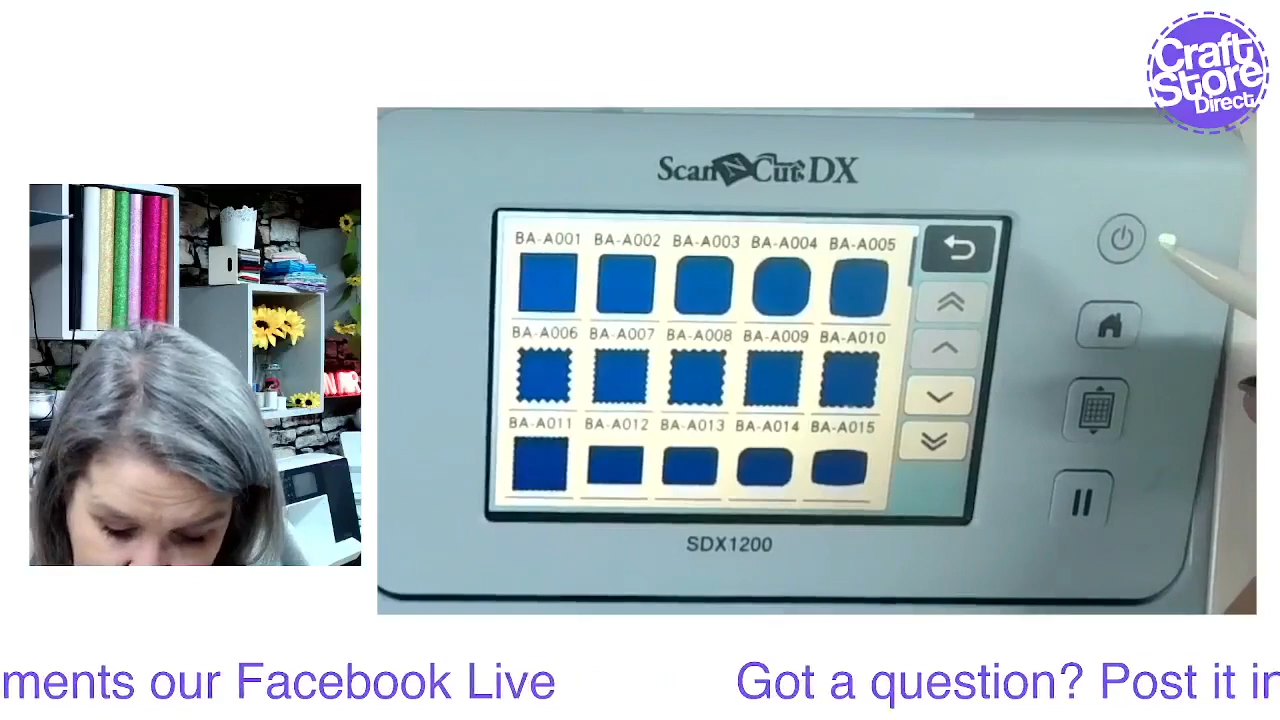 Craft
Store
Direct
ScanNCut DX
BA-A001 BA-A002 BA-A003 BA-A004 BA-A005
BA-A006 BA-A007 BA-A008 BA-A009 BA-A010
BA-A011 BA-A012 BA-A013 BA-A014 BA-A015
SDX1200
ments our Facebook Live Got a question? Post it in